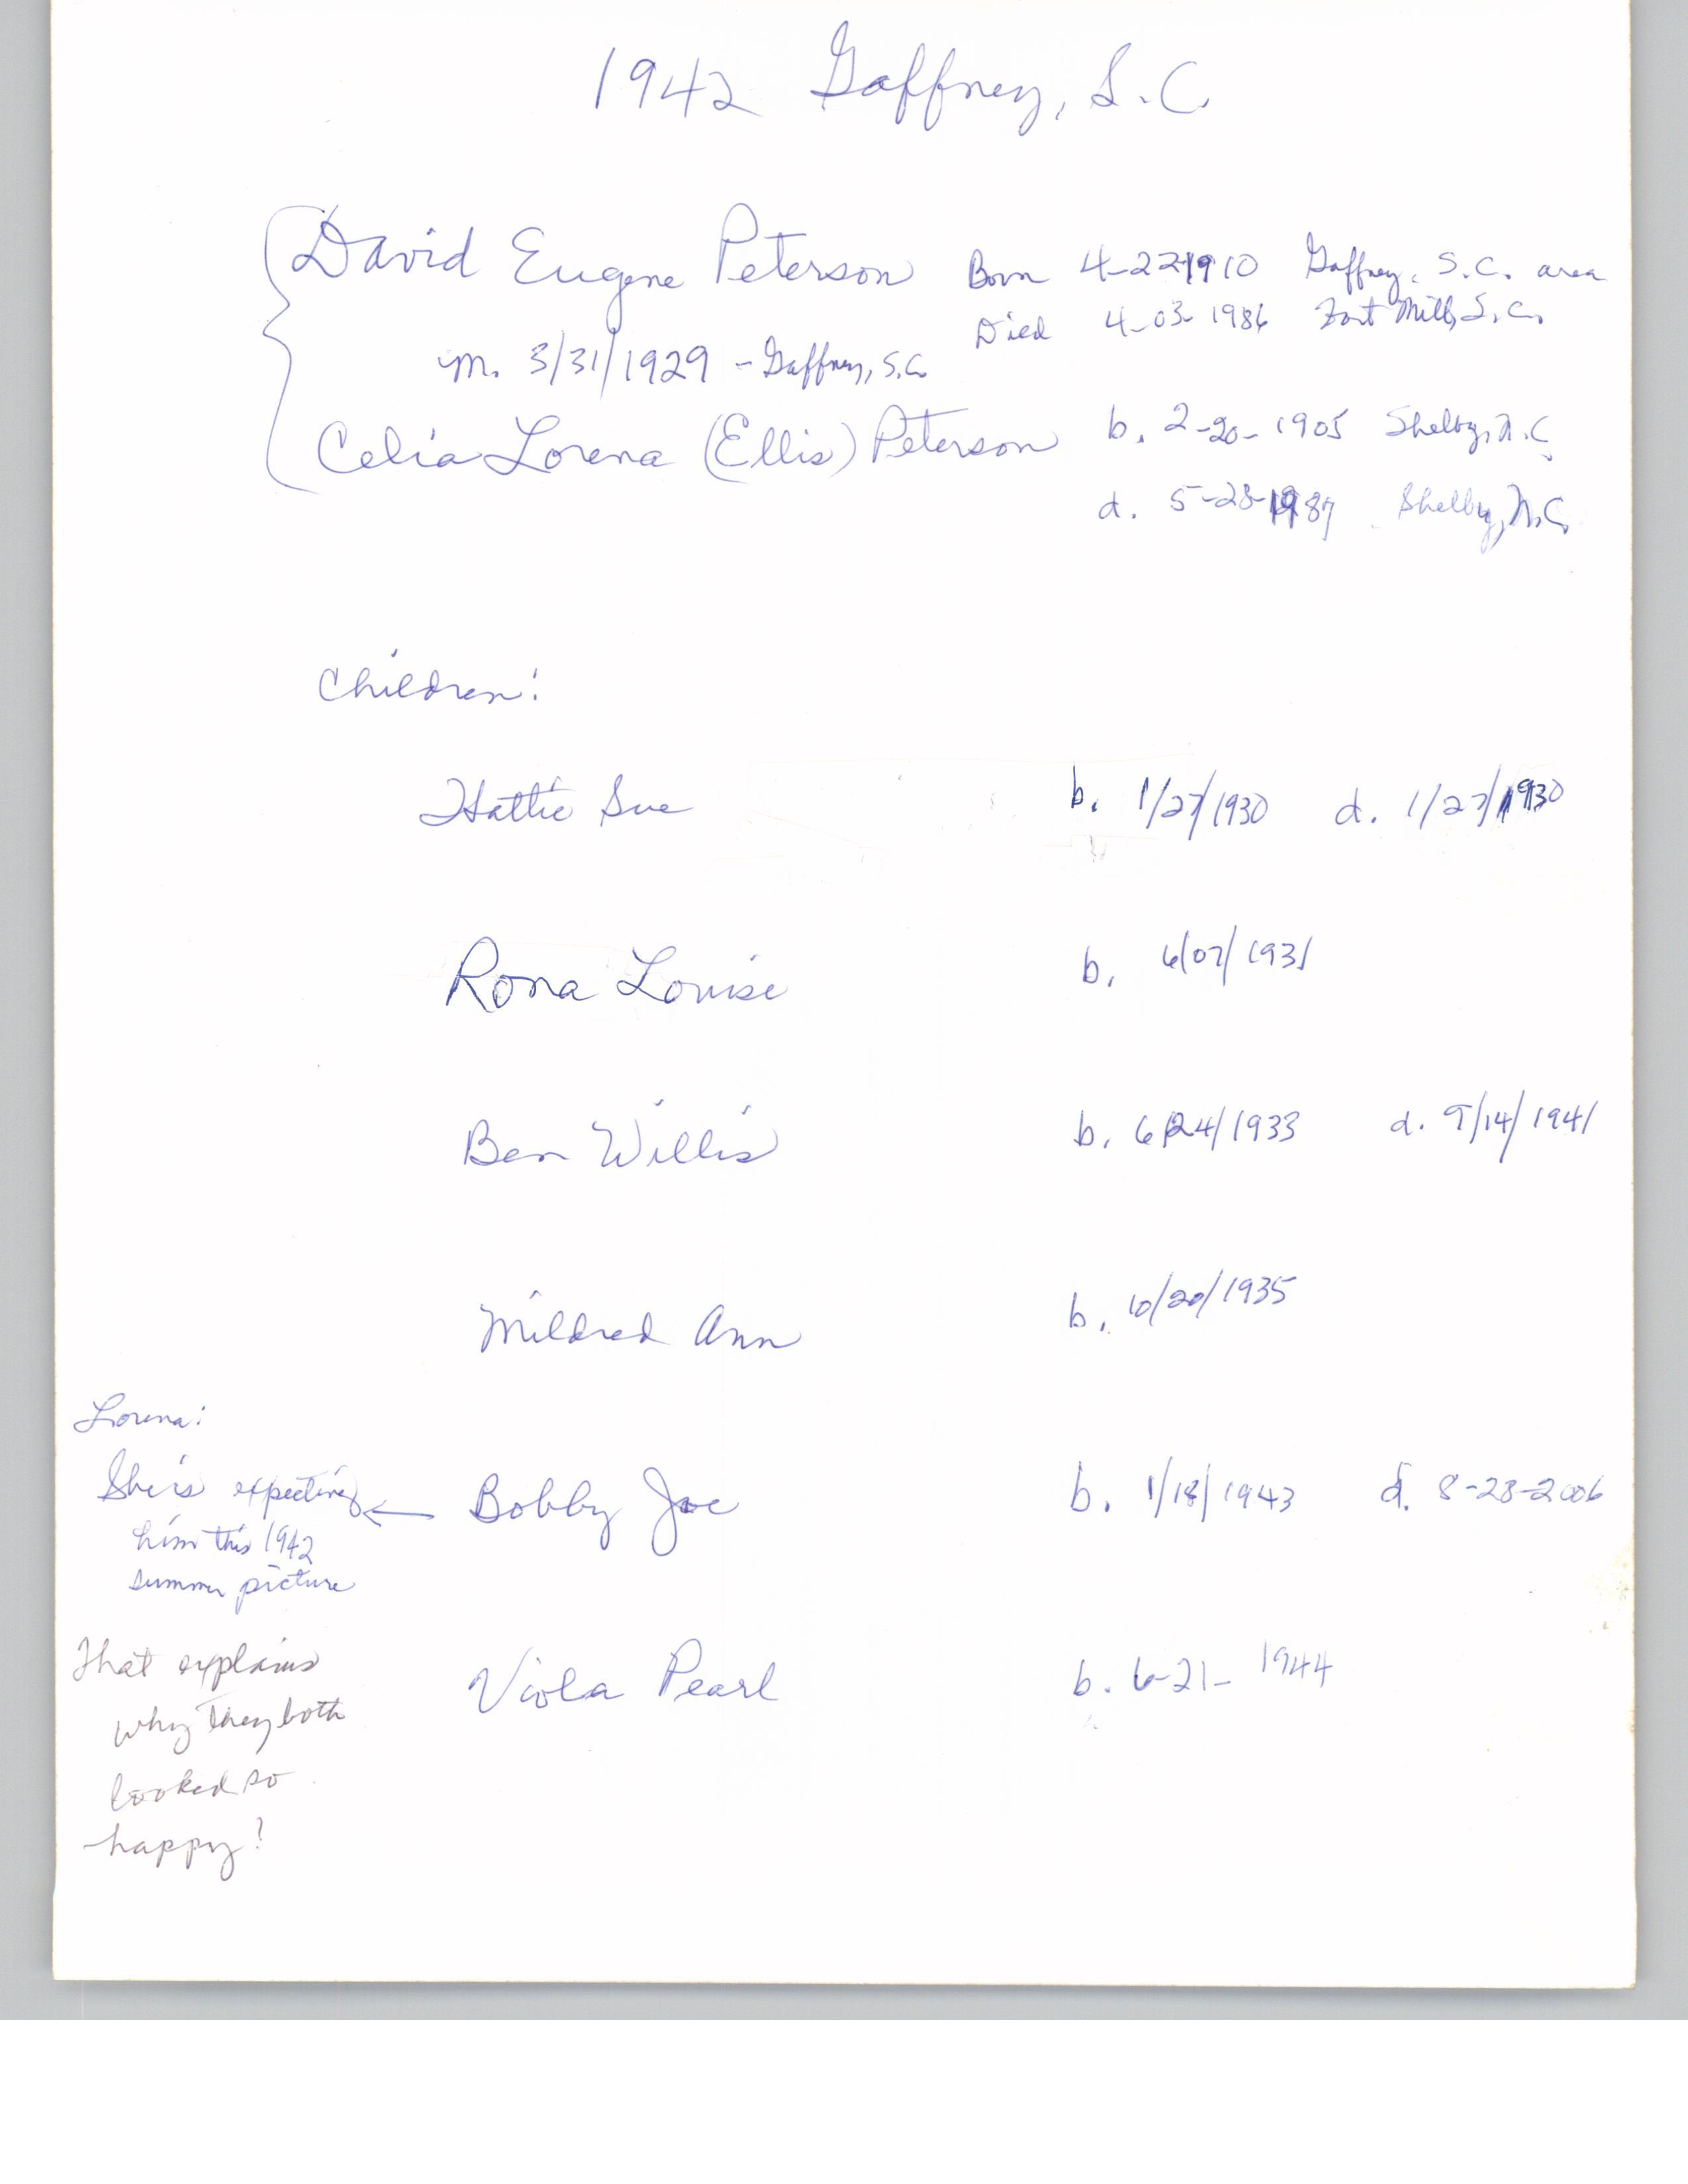 1942 Gaffney, S.C.
David Eugene Peterson Born 4-22-1910 Gaffney, S.C. area
Died 4-03-1986 Fort Mill, S.C.
m. 3/31/1929 - Gaffney, S.C.
Celia Lorena (Ellis) Peterson b. 2-20-1905 Shelby, N.C.
d. 5-28-1987 Shelby, N.C.
Children:
Hattie Sue b. 1/27/1930 d. 1/27/1930
Rona Louise b. 6/07/1931
Ben Willis b. 6/24/1933 d. 9/14/1941
Mildred Ann b. 10/20/1935
Lorena:
She's expecting ← Bobby Joe b. 1/18/1943 d. 8-28-2006
him this 1942
summer picture
That explains
why they both
looked so
happy!
Viola Pearl b. 6-21-1944